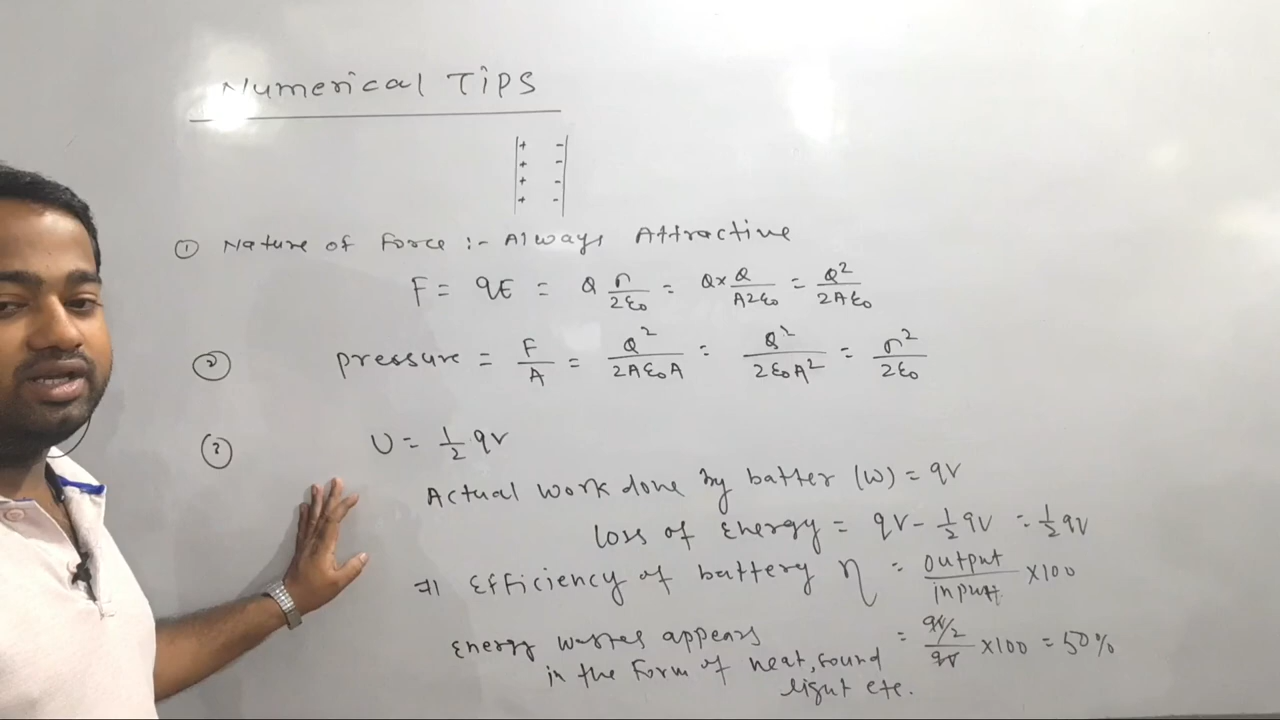 Numerical Tips
+ -
+ -
+ -
+ -
① Nature of Force :- Always Attractive
F = qE = Q σ/2ε₀ = Q× Q/A2ε₀ = Q²/2Aε₀
② pressure = F/A = Q²/2Aε₀A = Q²/2ε₀A² = σ²/2ε₀
③ U = 1/2 qv
Actual work done by batter (w) = qv
loss of Energy = qv - 1/2 qv = 1/2 qv
Efficiency of battery η = output/input ×100
= qv/2/qv ×100 = 50%
Energy wastes appears
in the form of heat, sound
light etc.